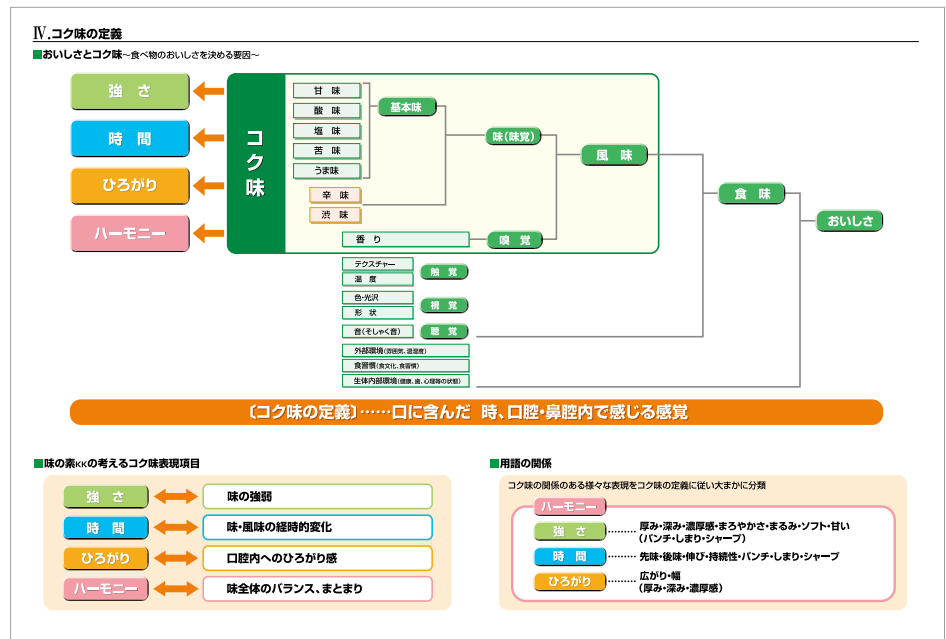 Ⅳ.コク味の定義
■おいしさとコク味~食べ物のおいしさを決める要因~
強 さ
時 間
ひろがり
ハーモニー
コク味
甘 味
酸 味
塩 味
苦 味
うま味
辛 味
渋 味
香 り
基本味
味(味覚)
嗅 覚
風 味
食 味
おいしさ
テクスチャー
温 度
触 覚
色・光沢
形 状
視 覚
音(そしゃく音)
聴 覚
外部環境(雰囲気、温湿度)
食習慣(食文化、食習慣)
生体内部環境(健康、歯、心理等の状態)
〔コク味の定義〕……口に含んだ 時、口腔・鼻腔内で感じる感覚
■味の素KKの考えるコク味表現項目
強 さ 味の強弱
時 間 味・風味の経時的変化
ひろがり 口腔内へのひろがり感
ハーモニー 味全体のバランス、まとまり
■用語の関係
コク味の関係のある様々な表現をコク味の定義に従い大まかに分類
ハーモニー
強 さ ………厚み・深み・濃厚感・まろやかさ・まるみ・ソフト・甘い
(パンチ・しまり・シャープ)
時 間 ………先味・後味・伸び・持続性・パンチ・しまり・シャープ
ひろがり ………広がり・幅
(厚み・深み・濃厚感)